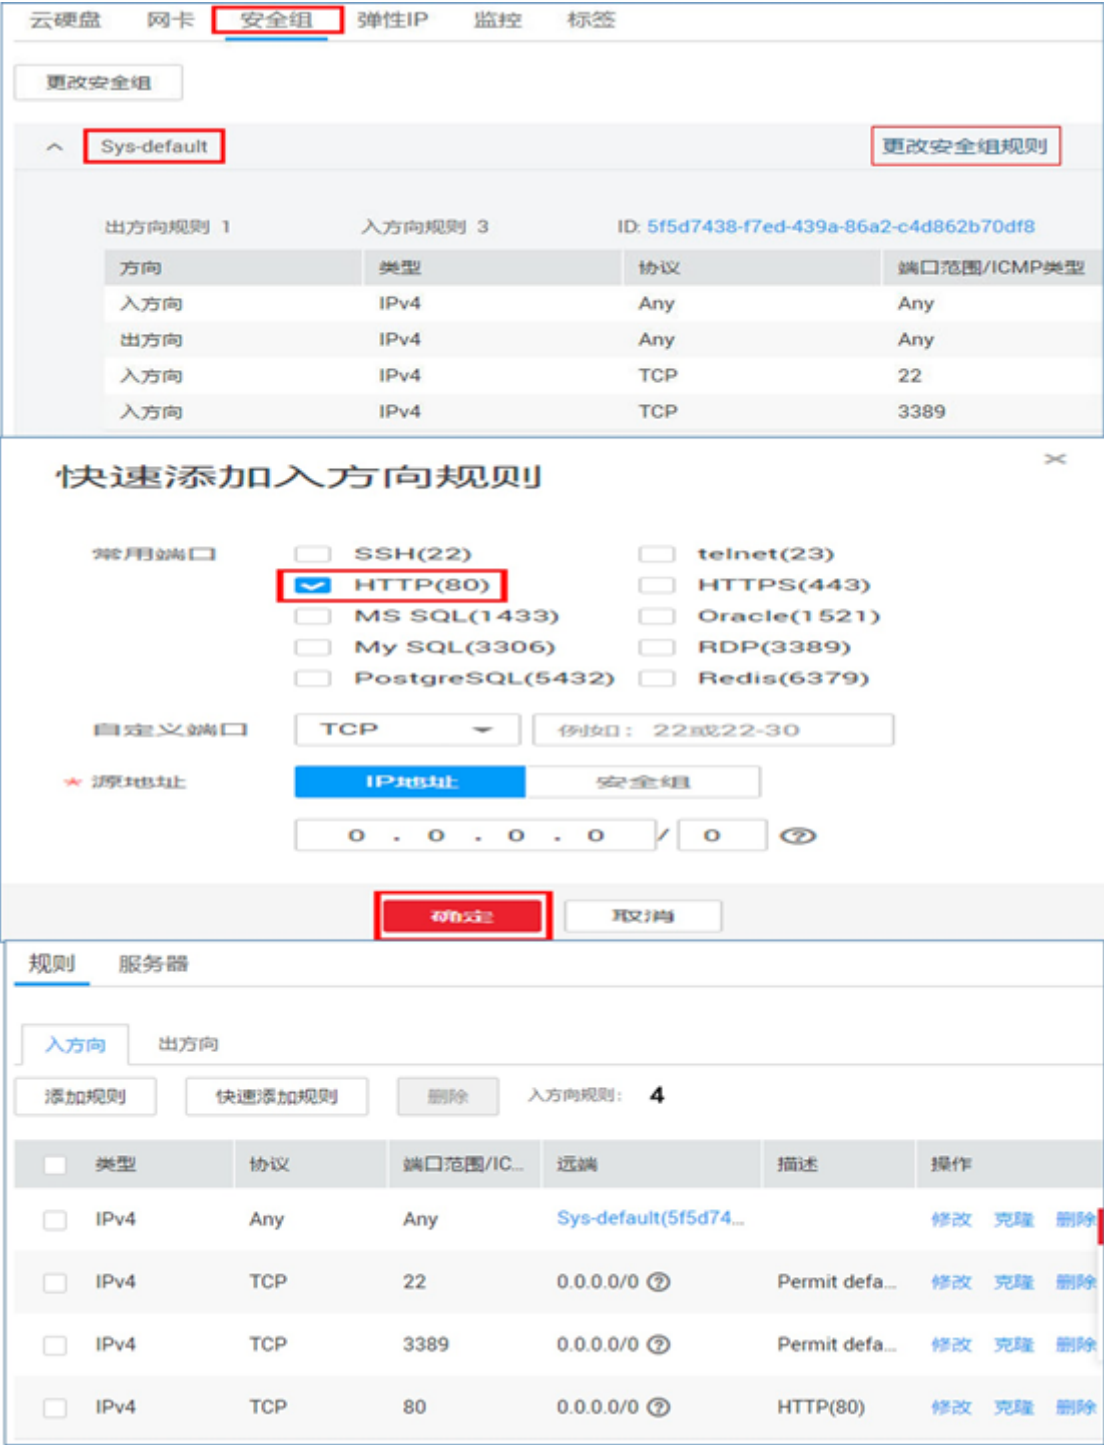 云硬盘 网卡 安全组 弹性IP 监控 标签
更改安全组
Sys-default 更改安全组规则
出方向规则 1 入方向规则 3 ID: 5f5d7438-f7ed-439a-86a2-c4d862b70df8
方向 类型 协议 端口范围/ICMP类型
入方向 IPv4 Any Any
出方向 IPv4 Any Any
入方向 IPv4 TCP 22
入方向 IPv4 TCP 3389
快速添加入方向规则
常用端口 SSH(22) telnet(23)
HTTP(80) HTTPS(443)
MS SQL(1433) Oracle(1521)
My SQL(3306) RDP(3389)
PostgreSQL(5432) Redis(6379)
自定义端口 TCP 例如：22或22-30
* 源地址 IP地址 安全组
0 . 0 . 0 . 0 / 0 ?
确定 取消
规则 服务器
入方向 出方向
添加规则 快速添加规则 删除 入方向规则： 4
类型 协议 端口范围/IC... 远端 描述 操作
IPv4 Any Any Sys-default(5f5d74... 修改 克隆 删除
IPv4 TCP 22 0.0.0.0/0 ? Permit defa... 修改 克隆 删除
IPv4 TCP 3389 0.0.0.0/0 ? Permit defa... 修改 克隆 删除
IPv4 TCP 80 0.0.0.0/0 ? HTTP(80) 修改 克隆 删除